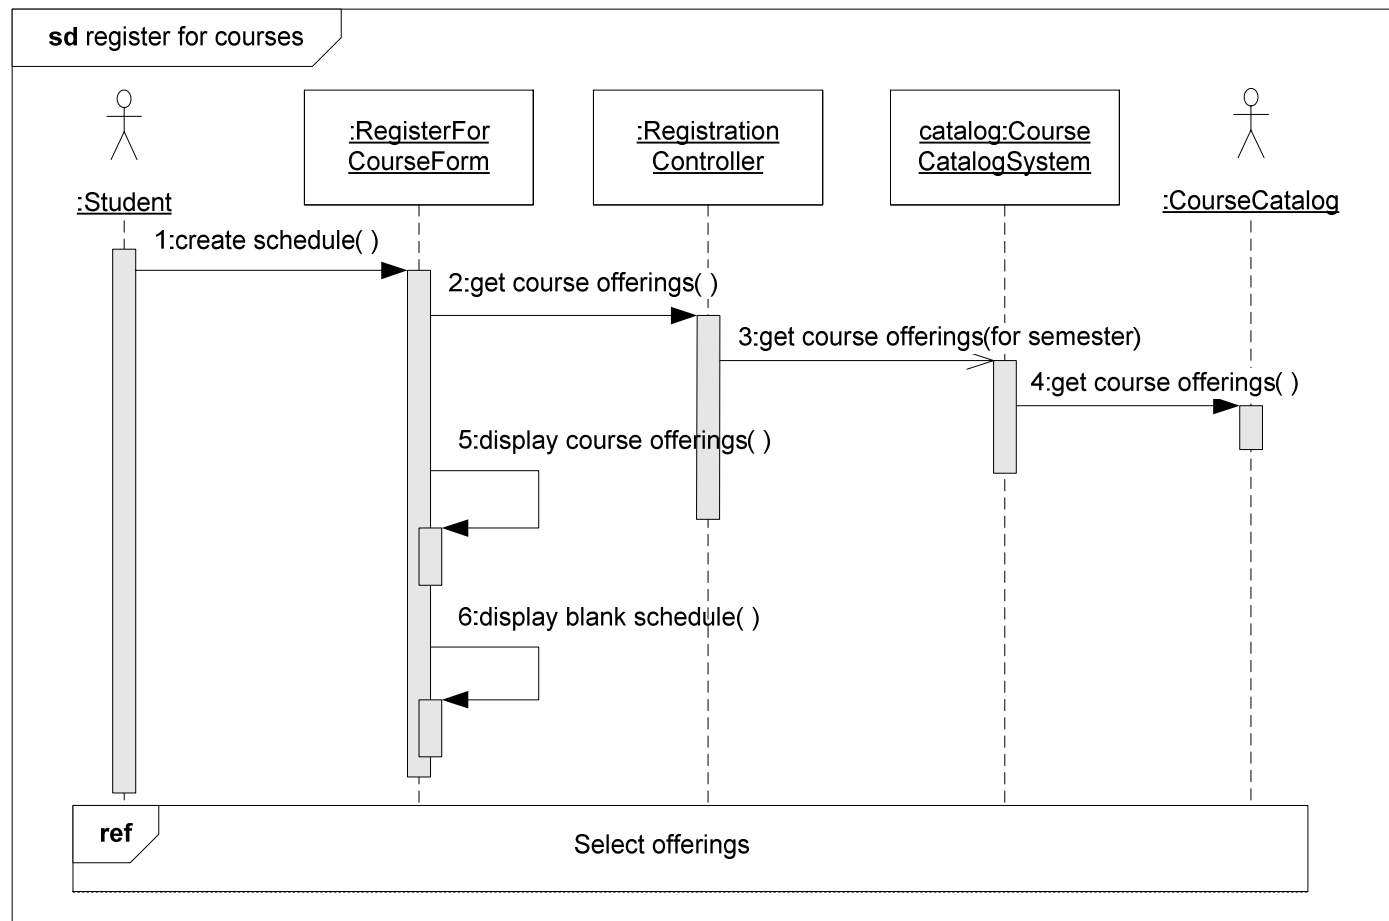 sd register for courses
:RegisterFor
CourseForm
:Registration
Controller
catalog:Course
CatalogSystem
:Student
:CourseCatalog
1:create schedule( )
2:get course offerings( )
3:get course offerings(for semester)
4:get course offerings( )
5:display course offerings( )
6:display blank schedule( )
ref
Select offerings